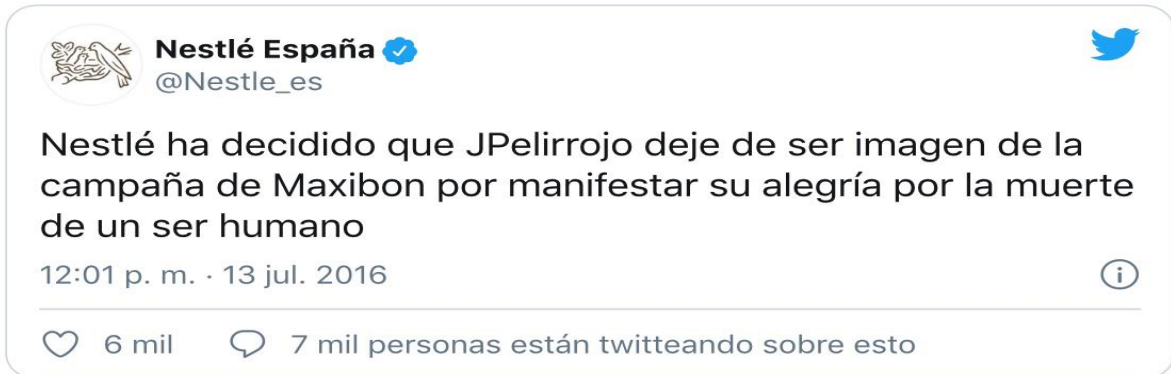 Nestlé España
@Nestle_es
Nestlé ha decidido que JPelirrojo deje de ser imagen de la
campaña de Maxibon por manifestar su alegría por la muerte
de un ser humano
12:01 p. m. · 13 jul. 2016
6 mil 7 mil personas están twitteando sobre esto